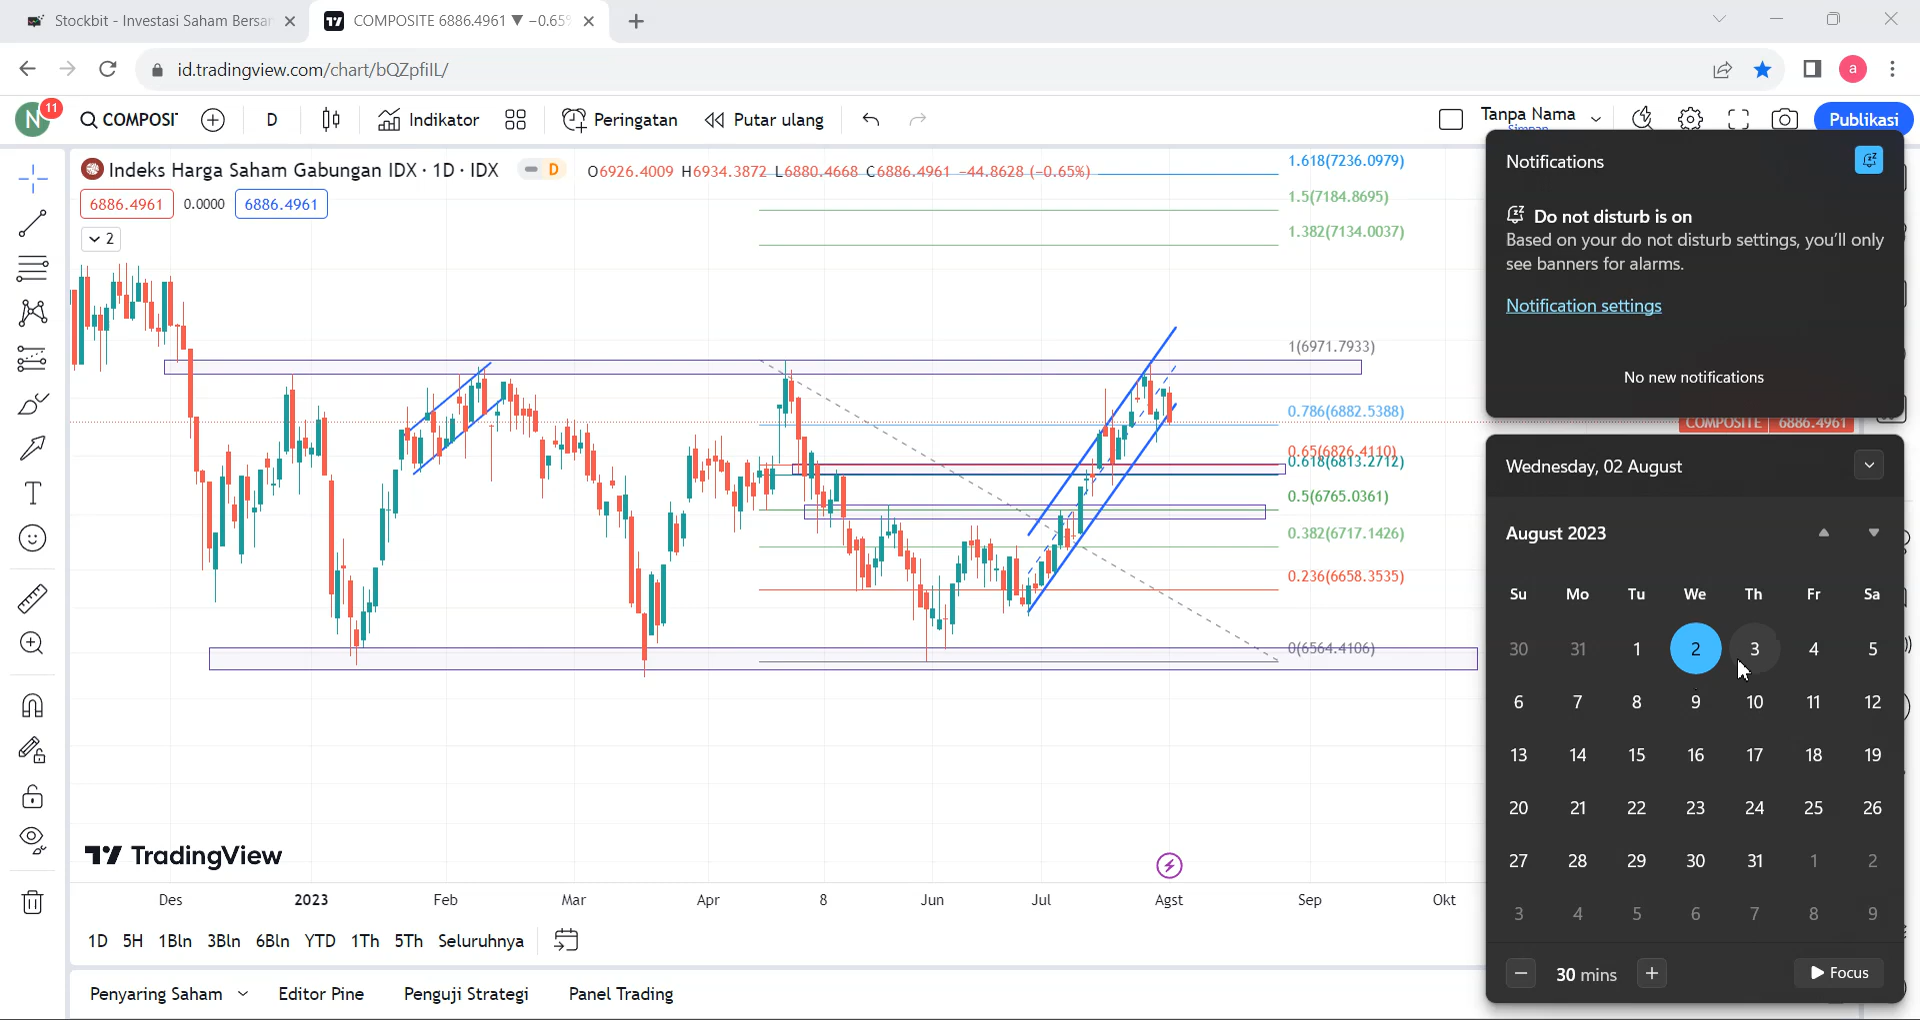 Stockbit - Investasi Saham Bersar
COMPOSITE 6886.4961 ▼ −0.65%
id.tradingview.com/chart/bQZpfilL/
N
11
COMPOSI
D
Indikator
Peringatan
Putar ulang
Tanpa Nama
Simpan
Publikasi
a
Indeks Harga Saham Gabungan IDX · 1D · IDX
D
O6926.4009 H6934.3872 L6880.4668 C6886.4961 −44.8628 (−0.65%)
6886.4961
0.0000
6886.4961
2
1.618(7236.0979)
1.5(7184.8695)
1.382(7134.0037)
1(6971.7933)
0.786(6882.5388)
0.65(6826.4110)
0.618(6813.2712)
0.5(6765.0361)
0.382(6717.1426)
0.236(6658.3535)
0(6564.4106)
COMPOSITE 6886.4961
TradingView
Des 2023 Feb Mar Apr 8 Jun Jul Agst Sep Okt
1D 5H 1Bln 3Bln 6Bln YTD 1Th 5Th Seluruhnya
Penyaring Saham
Editor Pine
Penguji Strategi
Panel Trading
Notifications
Do not disturb is on
Based on your do not disturb settings, you'll only
see banners for alarms.
Notification settings
No new notifications
Wednesday, 02 August
August 2023
Su Mo Tu We Th Fr Sa
30 31 1 2 3 4 5
6 7 8 9 10 11 12
13 14 15 16 17 18 19
20 21 22 23 24 25 26
27 28 29 30 31 1 2
3 4 5 6 7 8 9
30 mins
Focus